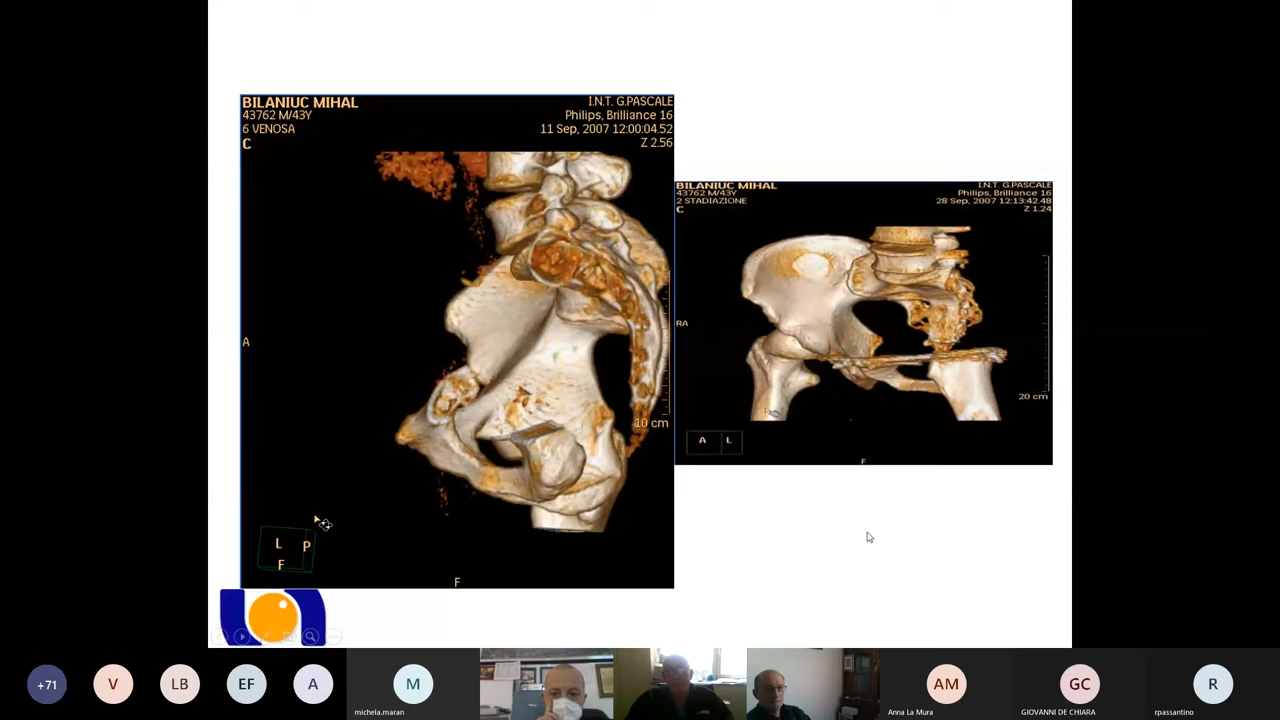 BILANIUC MIHAL
43762 M/43Y
6 VENOSA
C
I.N.T. G.PASCALE
Philips, Brilliance 16
11 Sep, 2007 12:00:04.52
Z 2.56
A
10 cm
L P
F
F
BILANIUC MIHAL
43762 M/43Y
2 STADIAZIONE
C
I.N.T. G.PASCALE
Philips, Brilliance 16
28 Sep, 2007 12:13:42.48
Z 1.24
RA
20 cm
A L
F
+71
V
LB
EF
A
M
michela.maran
AM
Anna La Mura
GC
GIOVANNI DE CHIARA
R
rpassantino